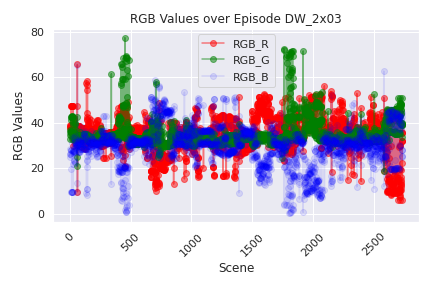 RGB Values over Episode DW_2x03
RGB_R
RGB_G
RGB_B
RGB Values
80
60
40
20
0
0
500
1000
1500
2000
2500
Scene